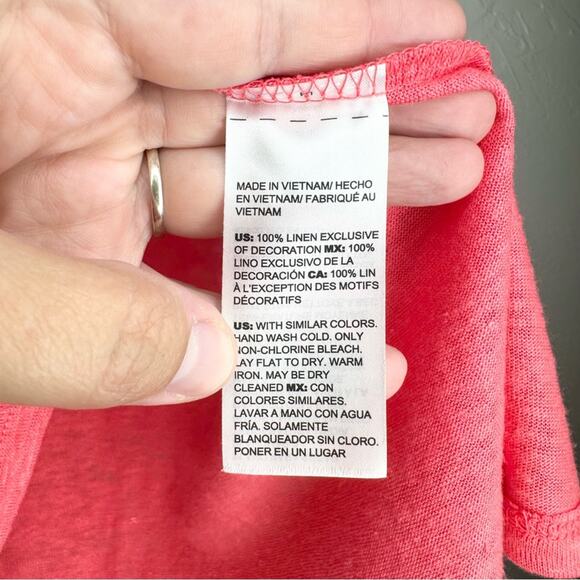 MADE IN VIETNAM/ HECHO
EN VIETNAM/ FABRIQUÉ AU
VIETNAM
US: 100% LINEN EXCLUSIVE
OF DECORATION MX: 100%
LINO EXCLUSIVO DE LA
DECORACIÓN CA: 100% LIN
À L'EXCEPTION DES MOTIFS
DÉCORATIFS
US: WITH SIMILAR COLORS.
HAND WASH COLD. ONLY
NON-CHLORINE BLEACH.
LAY FLAT TO DRY. WARM
IRON. MAY BE DRY
CLEANED MX: CON
COLORES SIMILARES.
LAVAR A MANO CON AGUA
FRÍA. SOLAMENTE
BLANQUEADOR SIN CLORO.
PONER EN UN LUGAR